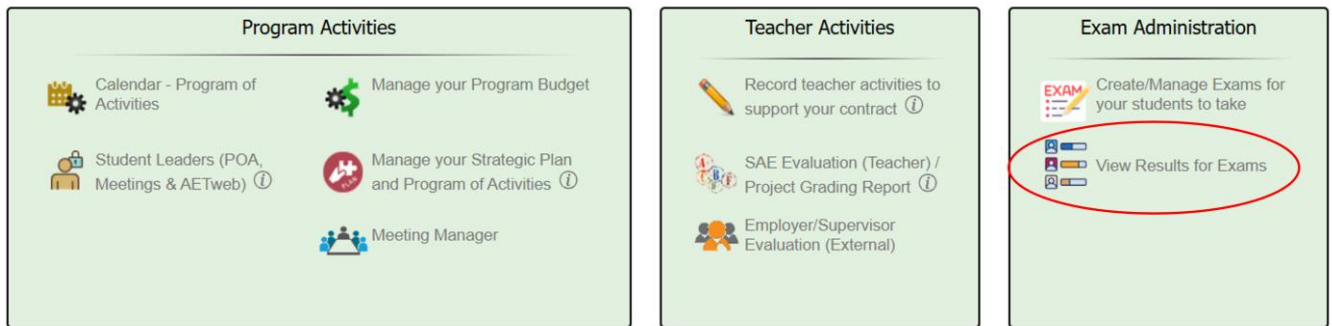 Program Activities
Calendar - Program of
Activities
Manage your Program Budget
Student Leaders (POA,
Meetings & AETweb) i
PLAN
Manage your Strategic Plan
and Program of Activities i
Meeting Manager
Teacher Activities
Record teacher activities to
support your contract i
SAE Evaluation (Teacher) /
Project Grading Report i
Employer/Supervisor
Evaluation (External)
Exam Administration
EXAM
Create/Manage Exams for
your students to take
View Results for Exams